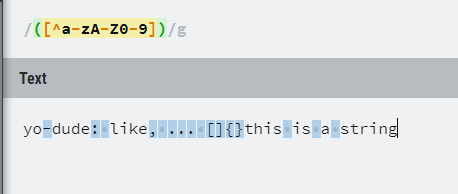 /([^a-zA-Z0-9])/g
Text
yo-dude: like, ... []{}this is a string